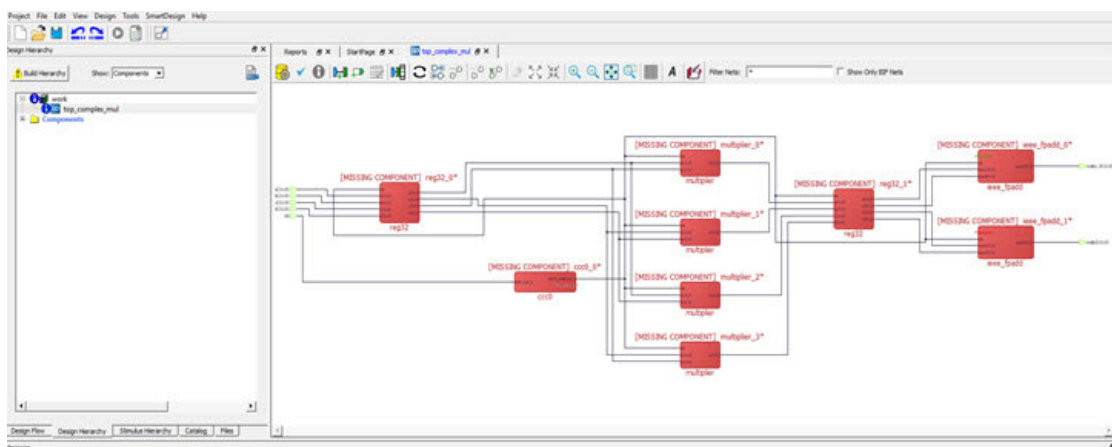 Project File Edit View Design Tools SmartDesign Help
Design Hierarchy
Reports StartPage top_complex_mul
Build Hierarchy Show: Components
Filter Nets: Show Only BIF Nets
work
top_complex_mul
Components
[MISSING COMPONENT] multiplier_0*
multiplier
[MISSING COMPONENT] ieee_fpadd_0*
ieee_fpadd
[MISSING COMPONENT] reg32_0*
reg32
[MISSING COMPONENT] reg32_1*
reg32
[MISSING COMPONENT] multiplier_1*
multiplier
[MISSING COMPONENT] ieee_fpadd_1*
ieee_fpadd
[MISSING COMPONENT] ccc0_0*
ccc0
[MISSING COMPONENT] multiplier_2*
multiplier
[MISSING COMPONENT] multiplier_3*
multiplier
Design Flow Design Hierarchy Stimulus Hierarchy Catalog Files